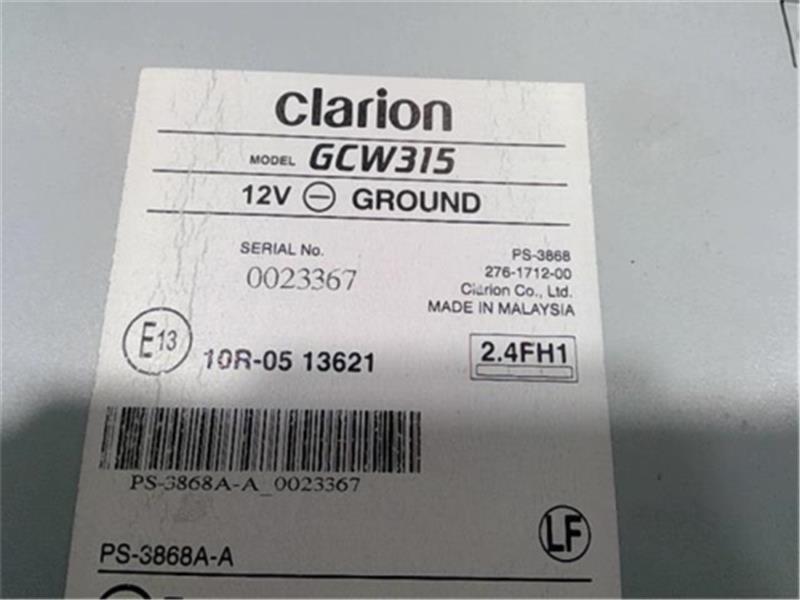 clarion
MODEL GCW315
12V ⊖ GROUND
SERIAL No.
0023367
PS-3868
276-1712-00
Clarion Co., Ltd.
MADE IN MALAYSIA
E13
10R-05 13621
2.4FH1
PS-3868A-A_0023367
LF
PS-3868A-A